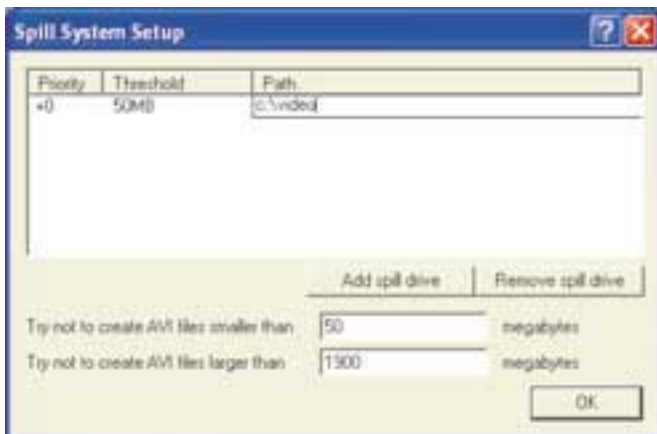 Spill System Setup
Priority Threshold Path
+0 50MB c:\video
Add spill drive Remove spill drive
Try not to create AVI files smaller than 50 megabytes
Try not to create AVI files larger than 1900 megabytes
OK